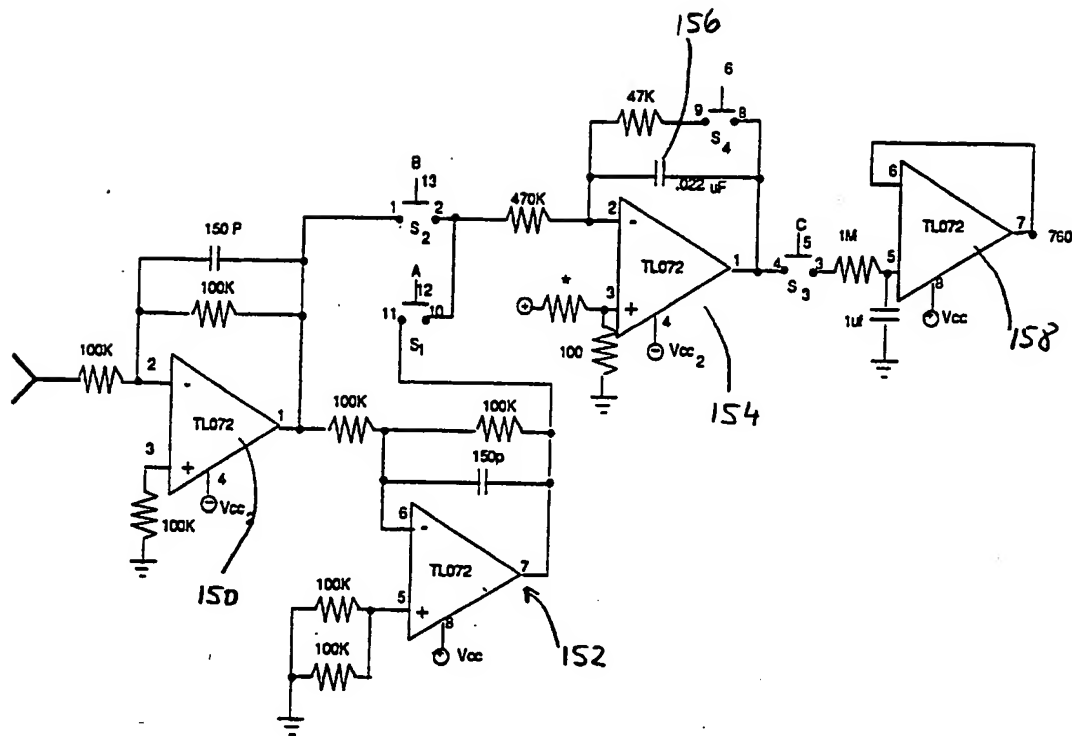 156
6
47K
9 8
S4
B
13
1 2
S2
470K
.022 uF
C
5
4 3
S3
1M
6
7
760
TL072
5
8
Vcc
1uf
158
150 P
100K
A
12
11 10
S1
2
-
TL072
1
3
+
*
4
Vcc2
100
154
100K
2
-
TL072
1
3
+
4
Vcc2
100K
150
100K
100K
150p
6
-
TL072
7
5
+
8
Vcc
100K
100K
152